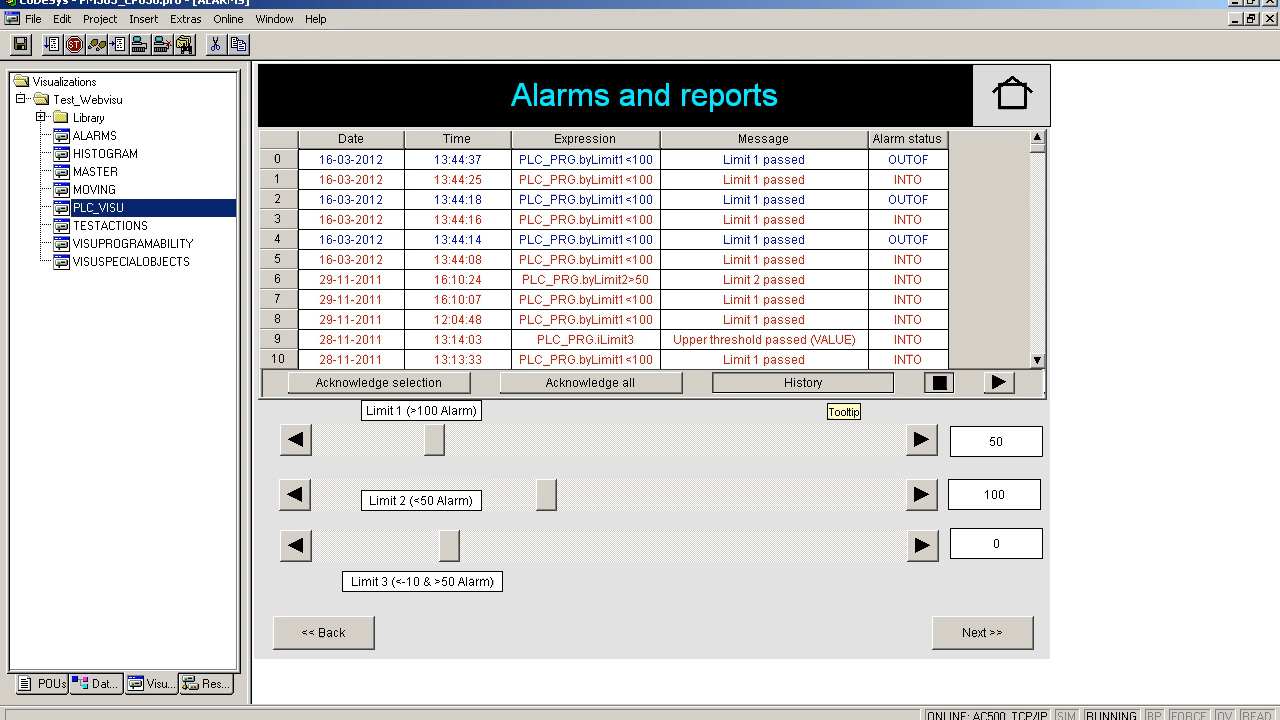 CoDeSys - PM583_CP650.pro - [ALARMS]
File Edit Project Insert Extras Online Window Help
Visualizations
Test_Webvisu
Library
ALARMS
HISTOGRAM
MASTER
MOVING
PLC_VISU
TESTACTIONS
VISUPROGRAMABILITY
VISUSPECIALOBJECTS
POUs Dat... Visu... Res...
Alarms and reports
Date Time Expression Message Alarm status
0 16-03-2012 13:44:37 PLC_PRG.byLimit1<100 Limit 1 passed OUTOF
1 16-03-2012 13:44:25 PLC_PRG.byLimit1<100 Limit 1 passed INTO
2 16-03-2012 13:44:18 PLC_PRG.byLimit1<100 Limit 1 passed OUTOF
3 16-03-2012 13:44:16 PLC_PRG.byLimit1<100 Limit 1 passed INTO
4 16-03-2012 13:44:14 PLC_PRG.byLimit1<100 Limit 1 passed OUTOF
5 16-03-2012 13:44:08 PLC_PRG.byLimit1<100 Limit 1 passed INTO
6 29-11-2011 16:10:24 PLC_PRG.byLimit2>50 Limit 2 passed INTO
7 29-11-2011 16:10:07 PLC_PRG.byLimit1<100 Limit 1 passed INTO
8 29-11-2011 12:04:48 PLC_PRG.byLimit1<100 Limit 1 passed INTO
9 28-11-2011 13:14:03 PLC_PRG.iLimit3 Upper threshold passed (VALUE) INTO
10 28-11-2011 13:13:33 PLC_PRG.byLimit1<100 Limit 1 passed INTO
Acknowledge selection Acknowledge all History
Limit 1 (>100 Alarm) Tooltip
50
Limit 2 (<50 Alarm) 100
0
Limit 3 (<-10 & >50 Alarm)
<< Back Next >>
ONLINE: AC500_TCP/IP SIM RUNNING BP FORCE OV READ